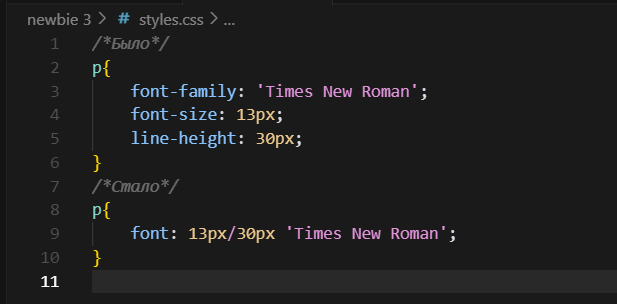 newbie 3 > # styles.css > ...
1 /*Было*/
2 p{
3 font-family: 'Times New Roman';
4 font-size: 13px;
5 line-height: 30px;
6 }
7 /*Стало*/
8 p{
9 font: 13px/30px 'Times New Roman';
10 }
11